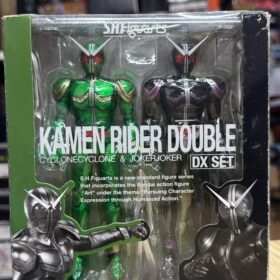 S.H.Figuarts
KAMEN RIDER DOUBLE
CYCLONECYCLONE & JOKERJOKER DX SET
S.H.Figuarts is a new standard figure series
that incorporates the Bandai action figure
"Art" under the theme "Pursuing Character
Expression through Humanoid Action."